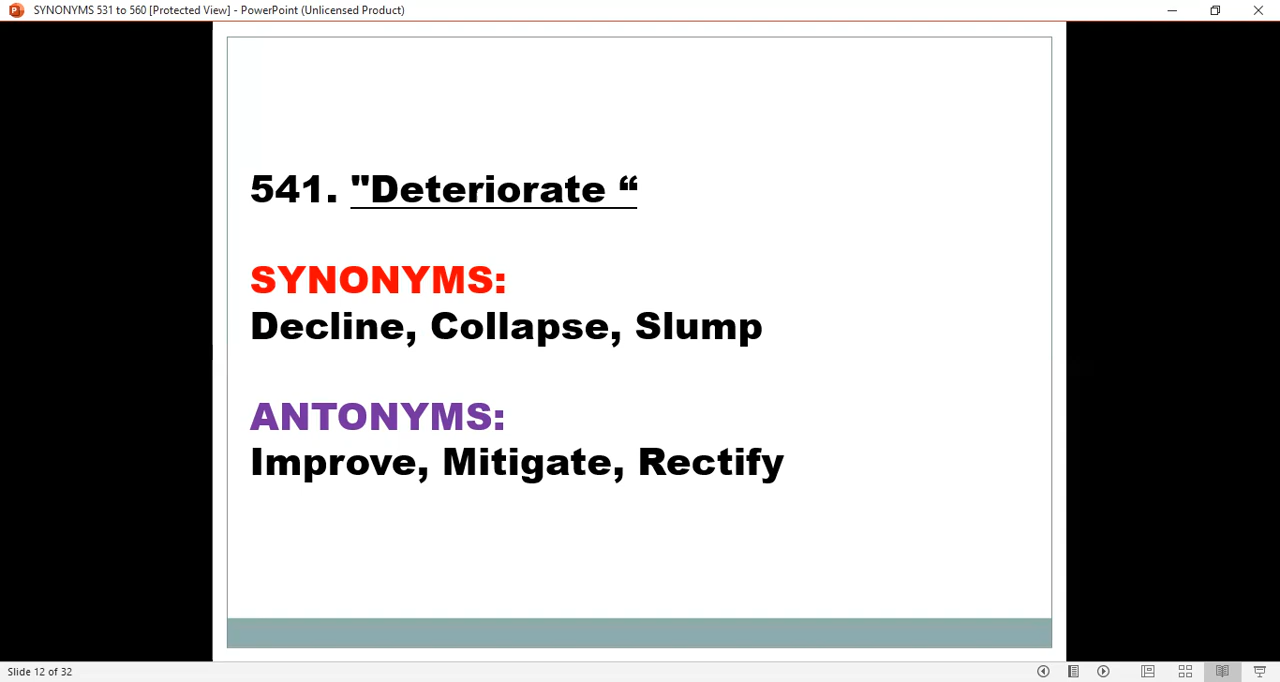 SYNONYMS 531 to 560 [Protected View] - PowerPoint (Unlicensed Product)
541. "Deteriorate “
SYNONYMS:
Decline, Collapse, Slump
ANTONYMS:
Improve, Mitigate, Rectify
Slide 12 of 32